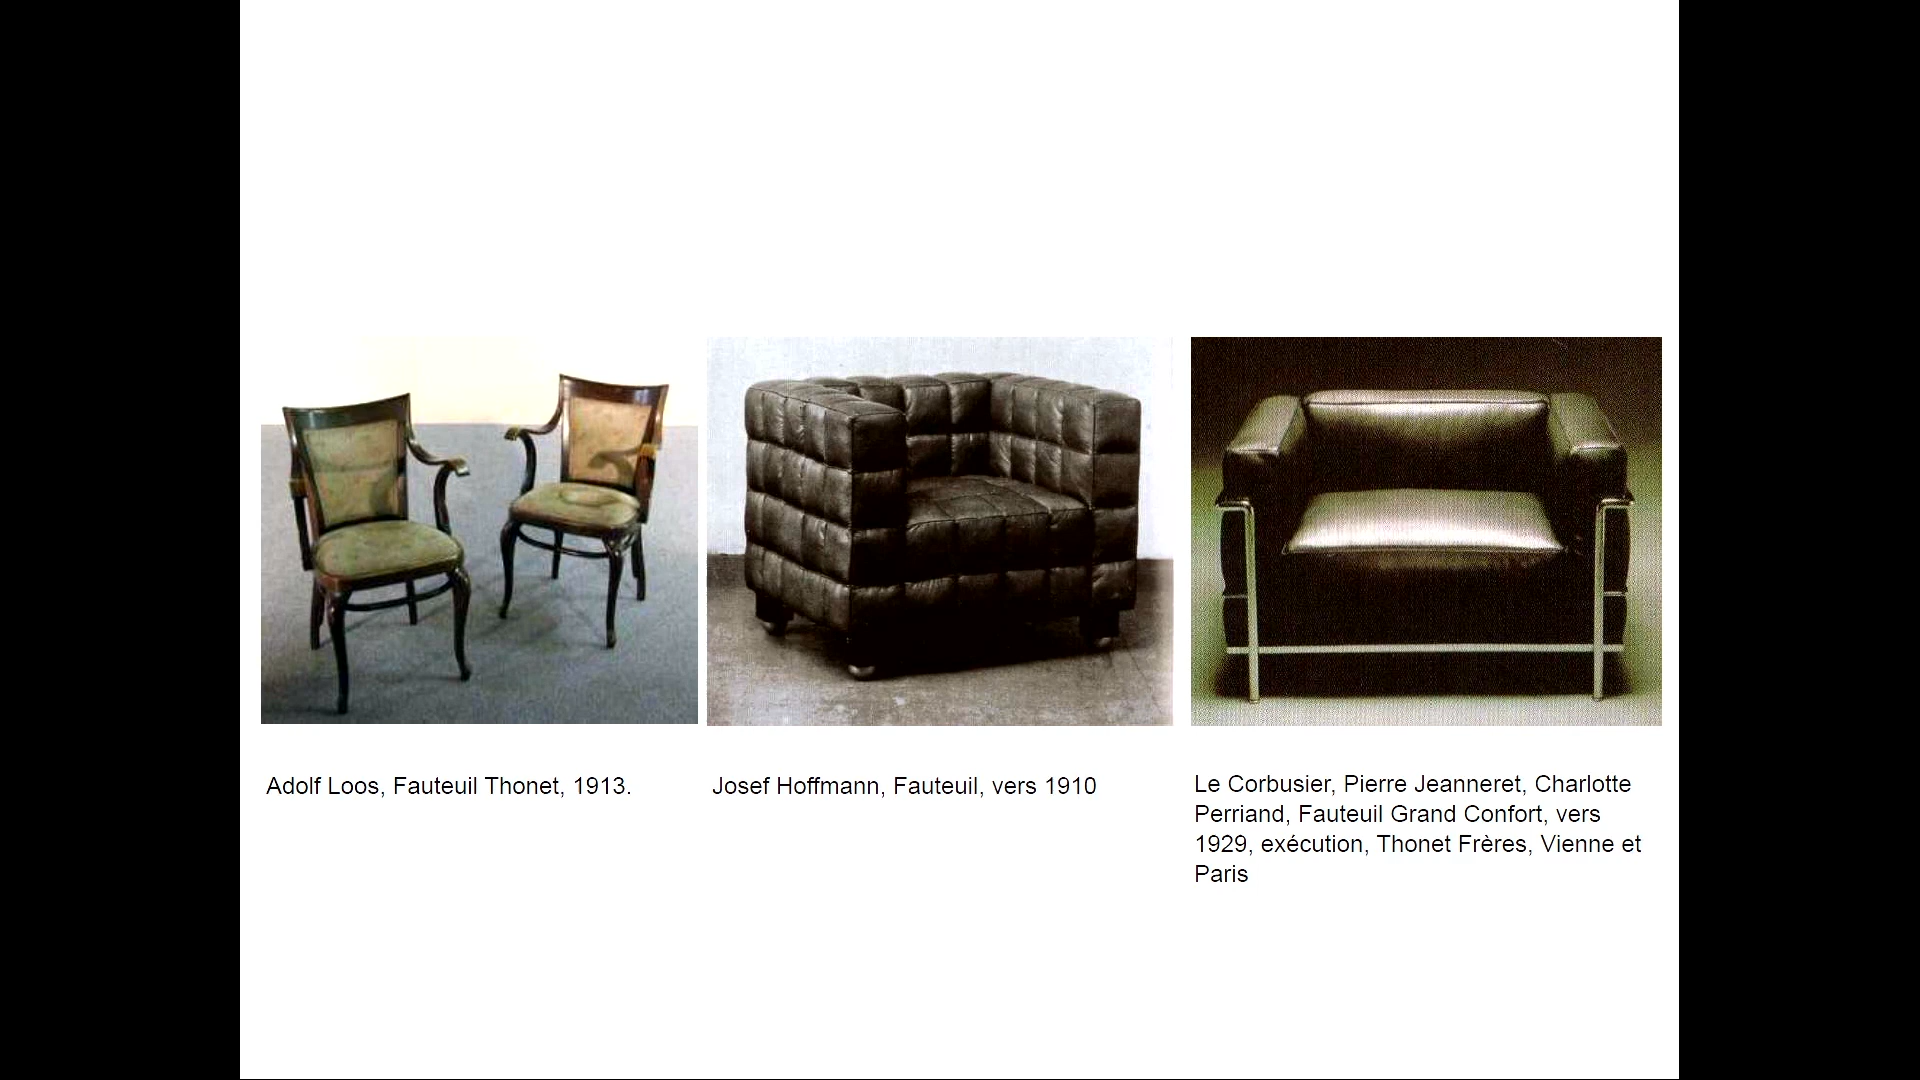 Adolf Loos, Fauteuil Thonet, 1913.
Josef Hoffmann, Fauteuil, vers 1910
Le Corbusier, Pierre Jeanneret, Charlotte
Perriand, Fauteuil Grand Confort, vers
1929, exécution, Thonet Frères, Vienne et
Paris